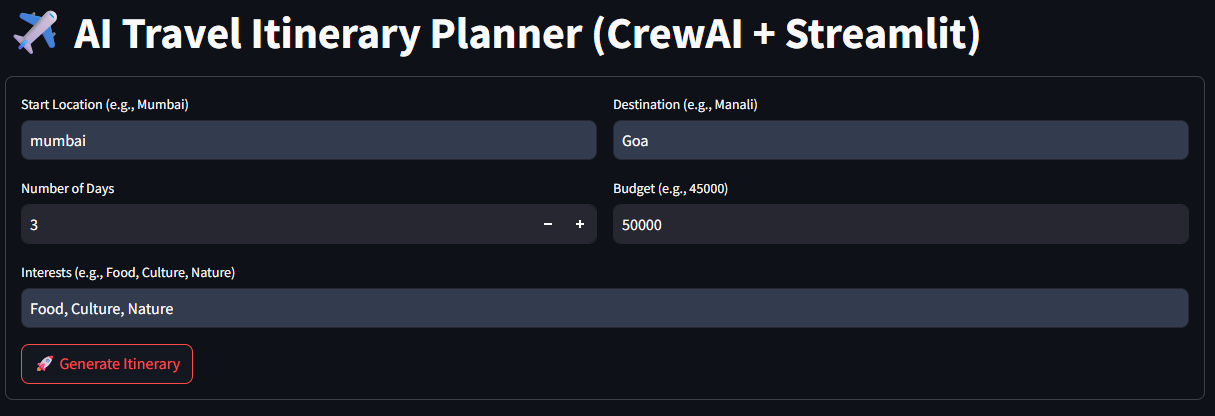 AI Travel Itinerary Planner (CrewAI + Streamlit)
Start Location (e.g., Mumbai)
Destination (e.g., Manali)
mumbai
Goa
Number of Days
Budget (e.g., 45000)
3
− +
50000
Interests (e.g., Food, Culture, Nature)
Food, Culture, Nature
Generate Itinerary